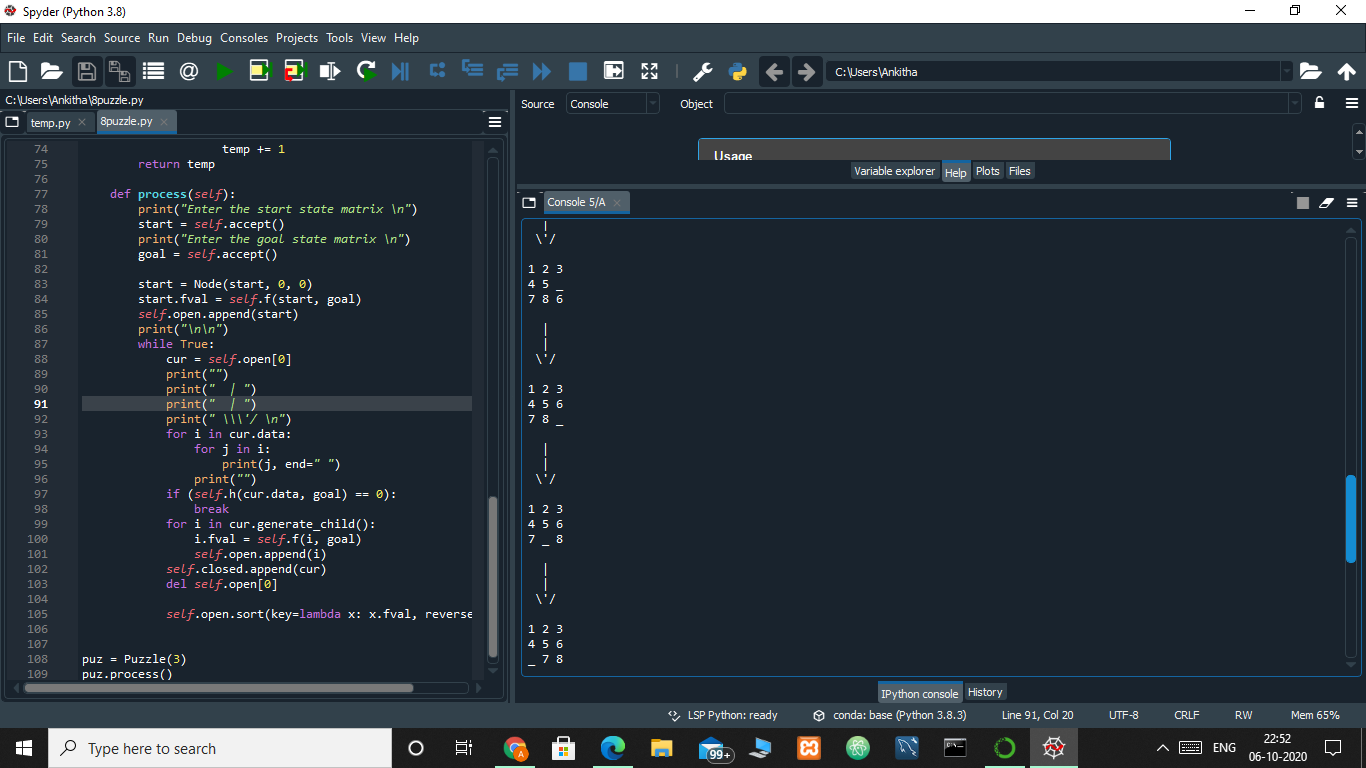 Spyder (Python 3.8)
File Edit Search Source Run Debug Consoles Projects Tools View Help
C:\Users\Ankitha
C:\Users\Ankitha\8puzzle.py
temp.py
8puzzle.py
74 temp += 1
75 return temp
76
77 def process(self):
78 print("Enter the start state matrix \n")
79 start = self.accept()
80 print("Enter the goal state matrix \n")
81 goal = self.accept()
82
83 start = Node(start, 0, 0)
84 start.fval = self.f(start, goal)
85 self.open.append(start)
86 print("\n\n")
87 while True:
88 cur = self.open[0]
89 print("")
90 print("  | ")
91 print("  | ")
92 print(" \\\'/ \n")
93 for i in cur.data:
94 for j in i:
95 print(j, end=" ")
96 print("")
97 if (self.h(cur.data, goal) == 0):
98 break
99 for i in cur.generate_child():
100 i.fval = self.f(i, goal)
101 self.open.append(i)
102 self.closed.append(cur)
103 del self.open[0]
104
105 self.open.sort(key=lambda x: x.fval, reverse
106
107
108 puz = Puzzle(3)
109 puz.process()
Source Console Object
Usage
Variable explorer Help Plots Files
Console 5/A
|
\'/
1 2 3
4 5 _
7 8 6
|
|
\'/
1 2 3
4 5 6
7 8 _
|
|
\'/
1 2 3
4 5 6
7 _ 8
|
|
\'/
1 2 3
4 5 6
_ 7 8
IPython console History
LSP Python: ready conda: base (Python 3.8.3) Line 91, Col 20 UTF-8 CRLF RW Mem 65%
Type here to search
A
99+
ENG
22:52
06-10-2020